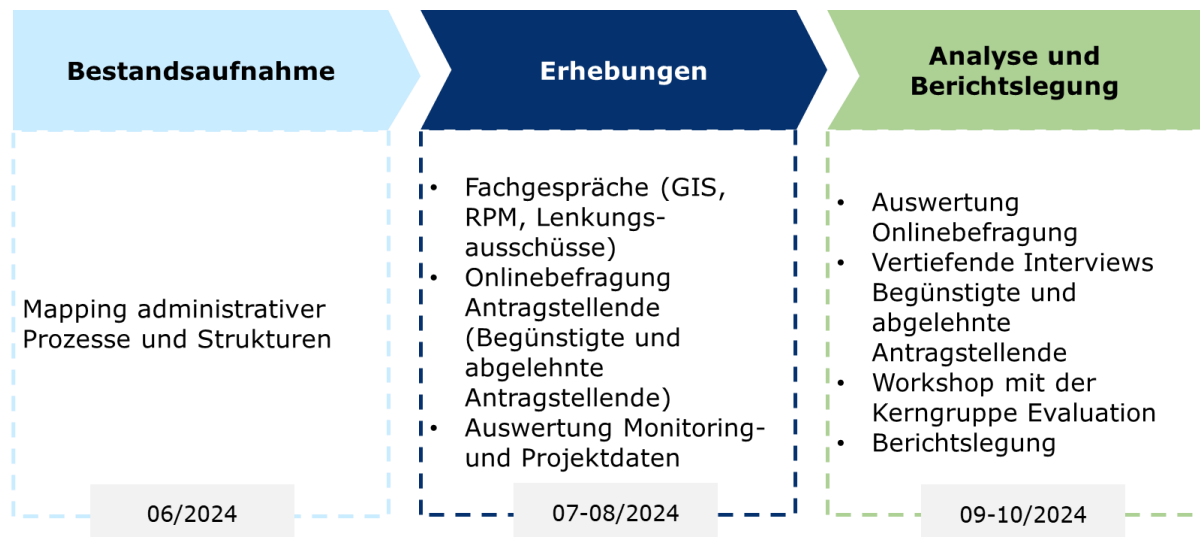 Bestandsaufnahme
Mapping administrativer
Prozesse und Strukturen
06/2024
Erhebungen
• Fachgespräche (GIS,
RPM, Lenkungs-
ausschüsse)
• Onlinebefragung
Antragstellende
(Begünstigte und
abgelehnte
Antragstellende)
• Auswertung Monitoring-
und Projektdaten
07-08/2024
Analyse und
Berichtslegung
• Auswertung
Onlinebefragung
• Vertiefende Interviews
Begünstigte und
abgelehnte
Antragstellende
• Workshop mit der
Kerngruppe Evaluation
• Berichtslegung
09-10/2024